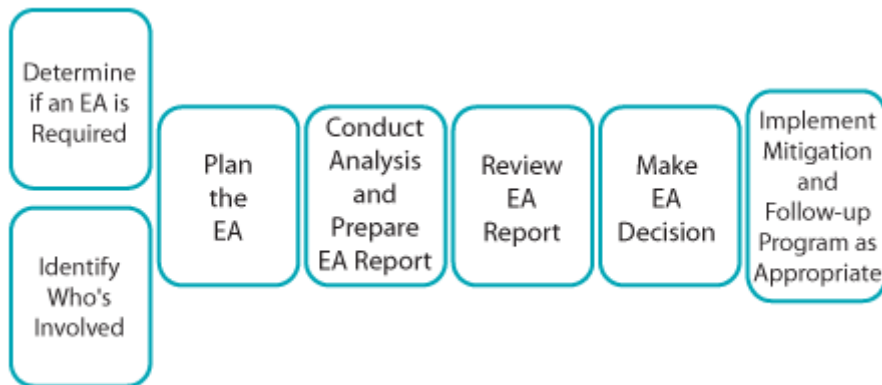 Determine
if an EA is
Required
Identify
Who's
Involved
Plan
the
EA
Conduct
Analysis
and
Prepare
EA Report
Review
EA
Report
Make
EA
Decision
Implement
Mitigation
and
Follow-up
Program as
Appropriate